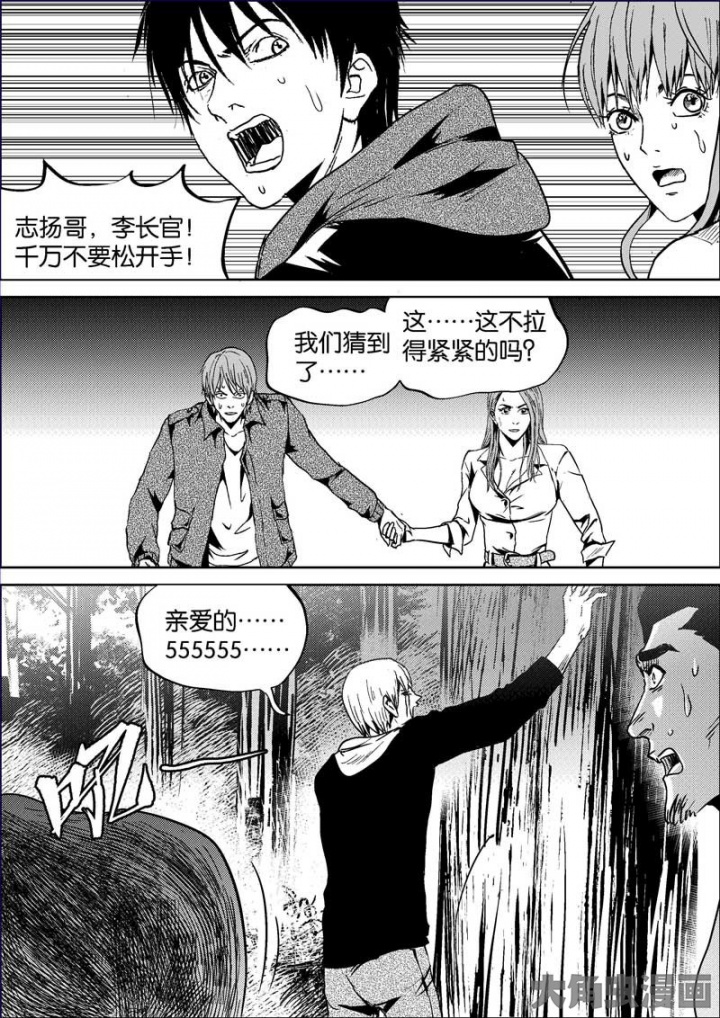 志扬哥，李长官！
千万不要松开手！
我们猜到
了……
这……这不拉
得紧紧的吗？
亲爱的……
555555……
吼——
大角虫漫画